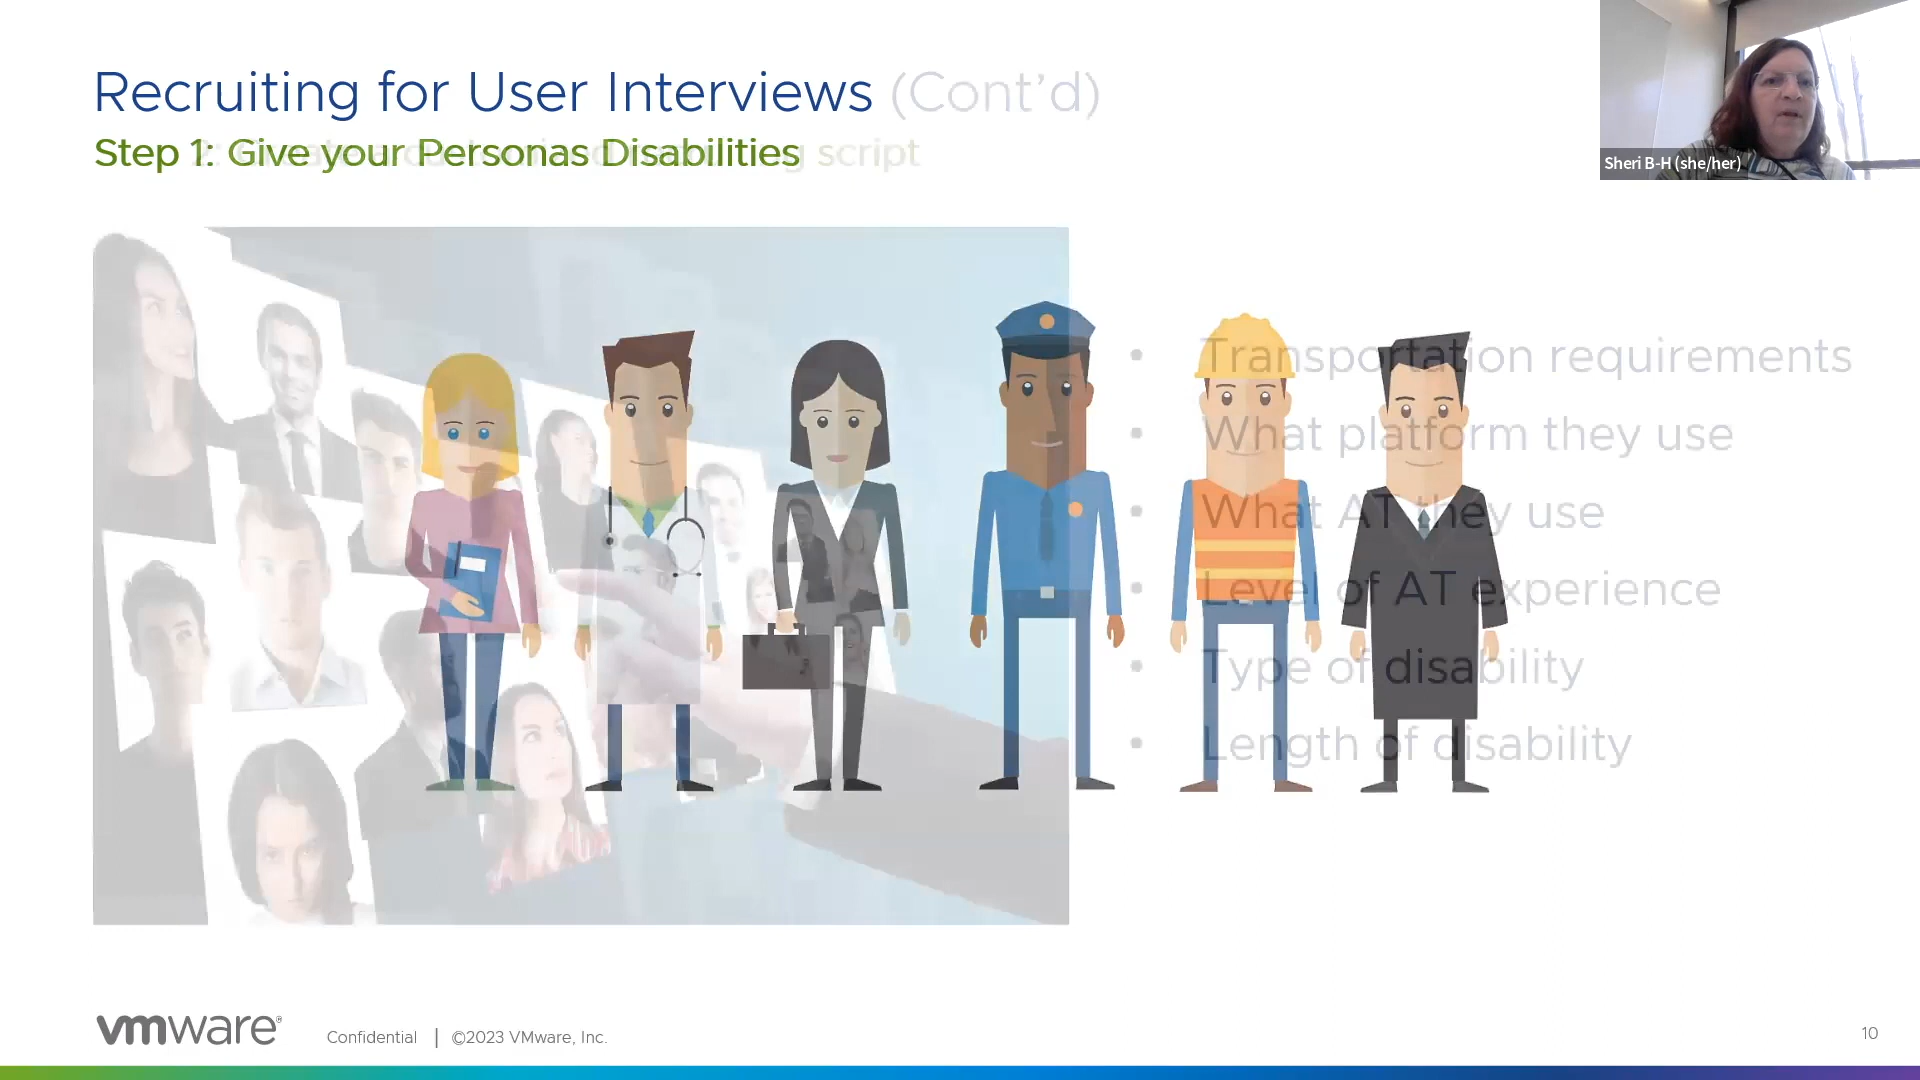 Recruiting for User Interviews (Cont’d)
Step 1: Give your Personas Disabilities
script
Sheri B-H (she/her)
• Transportation requirements
• What platform they use
• What AT they use
• Level of AT experience
• Type of disability
• Length of disability
vmware®
Confidential | ©2023 VMware, Inc.
10